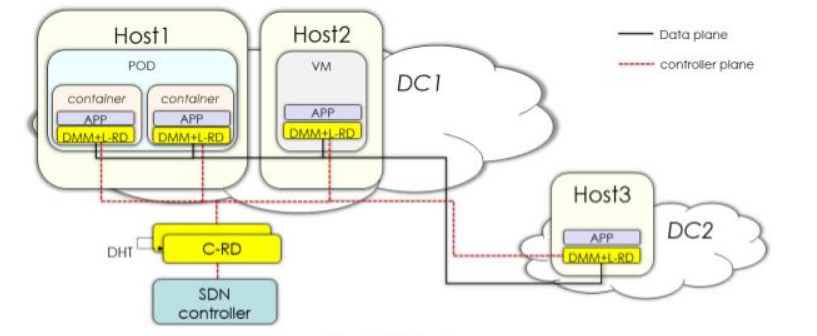 Host1
Host2
Data plane
controller plane
POD
VM
DC1
container
container
APP
APP
APP
DMM+L-RD
DMM+L-RD
DMM+L-RD
Host3
DC2
APP
DMM+L-RD
DHT
C-RD
SDN
controller